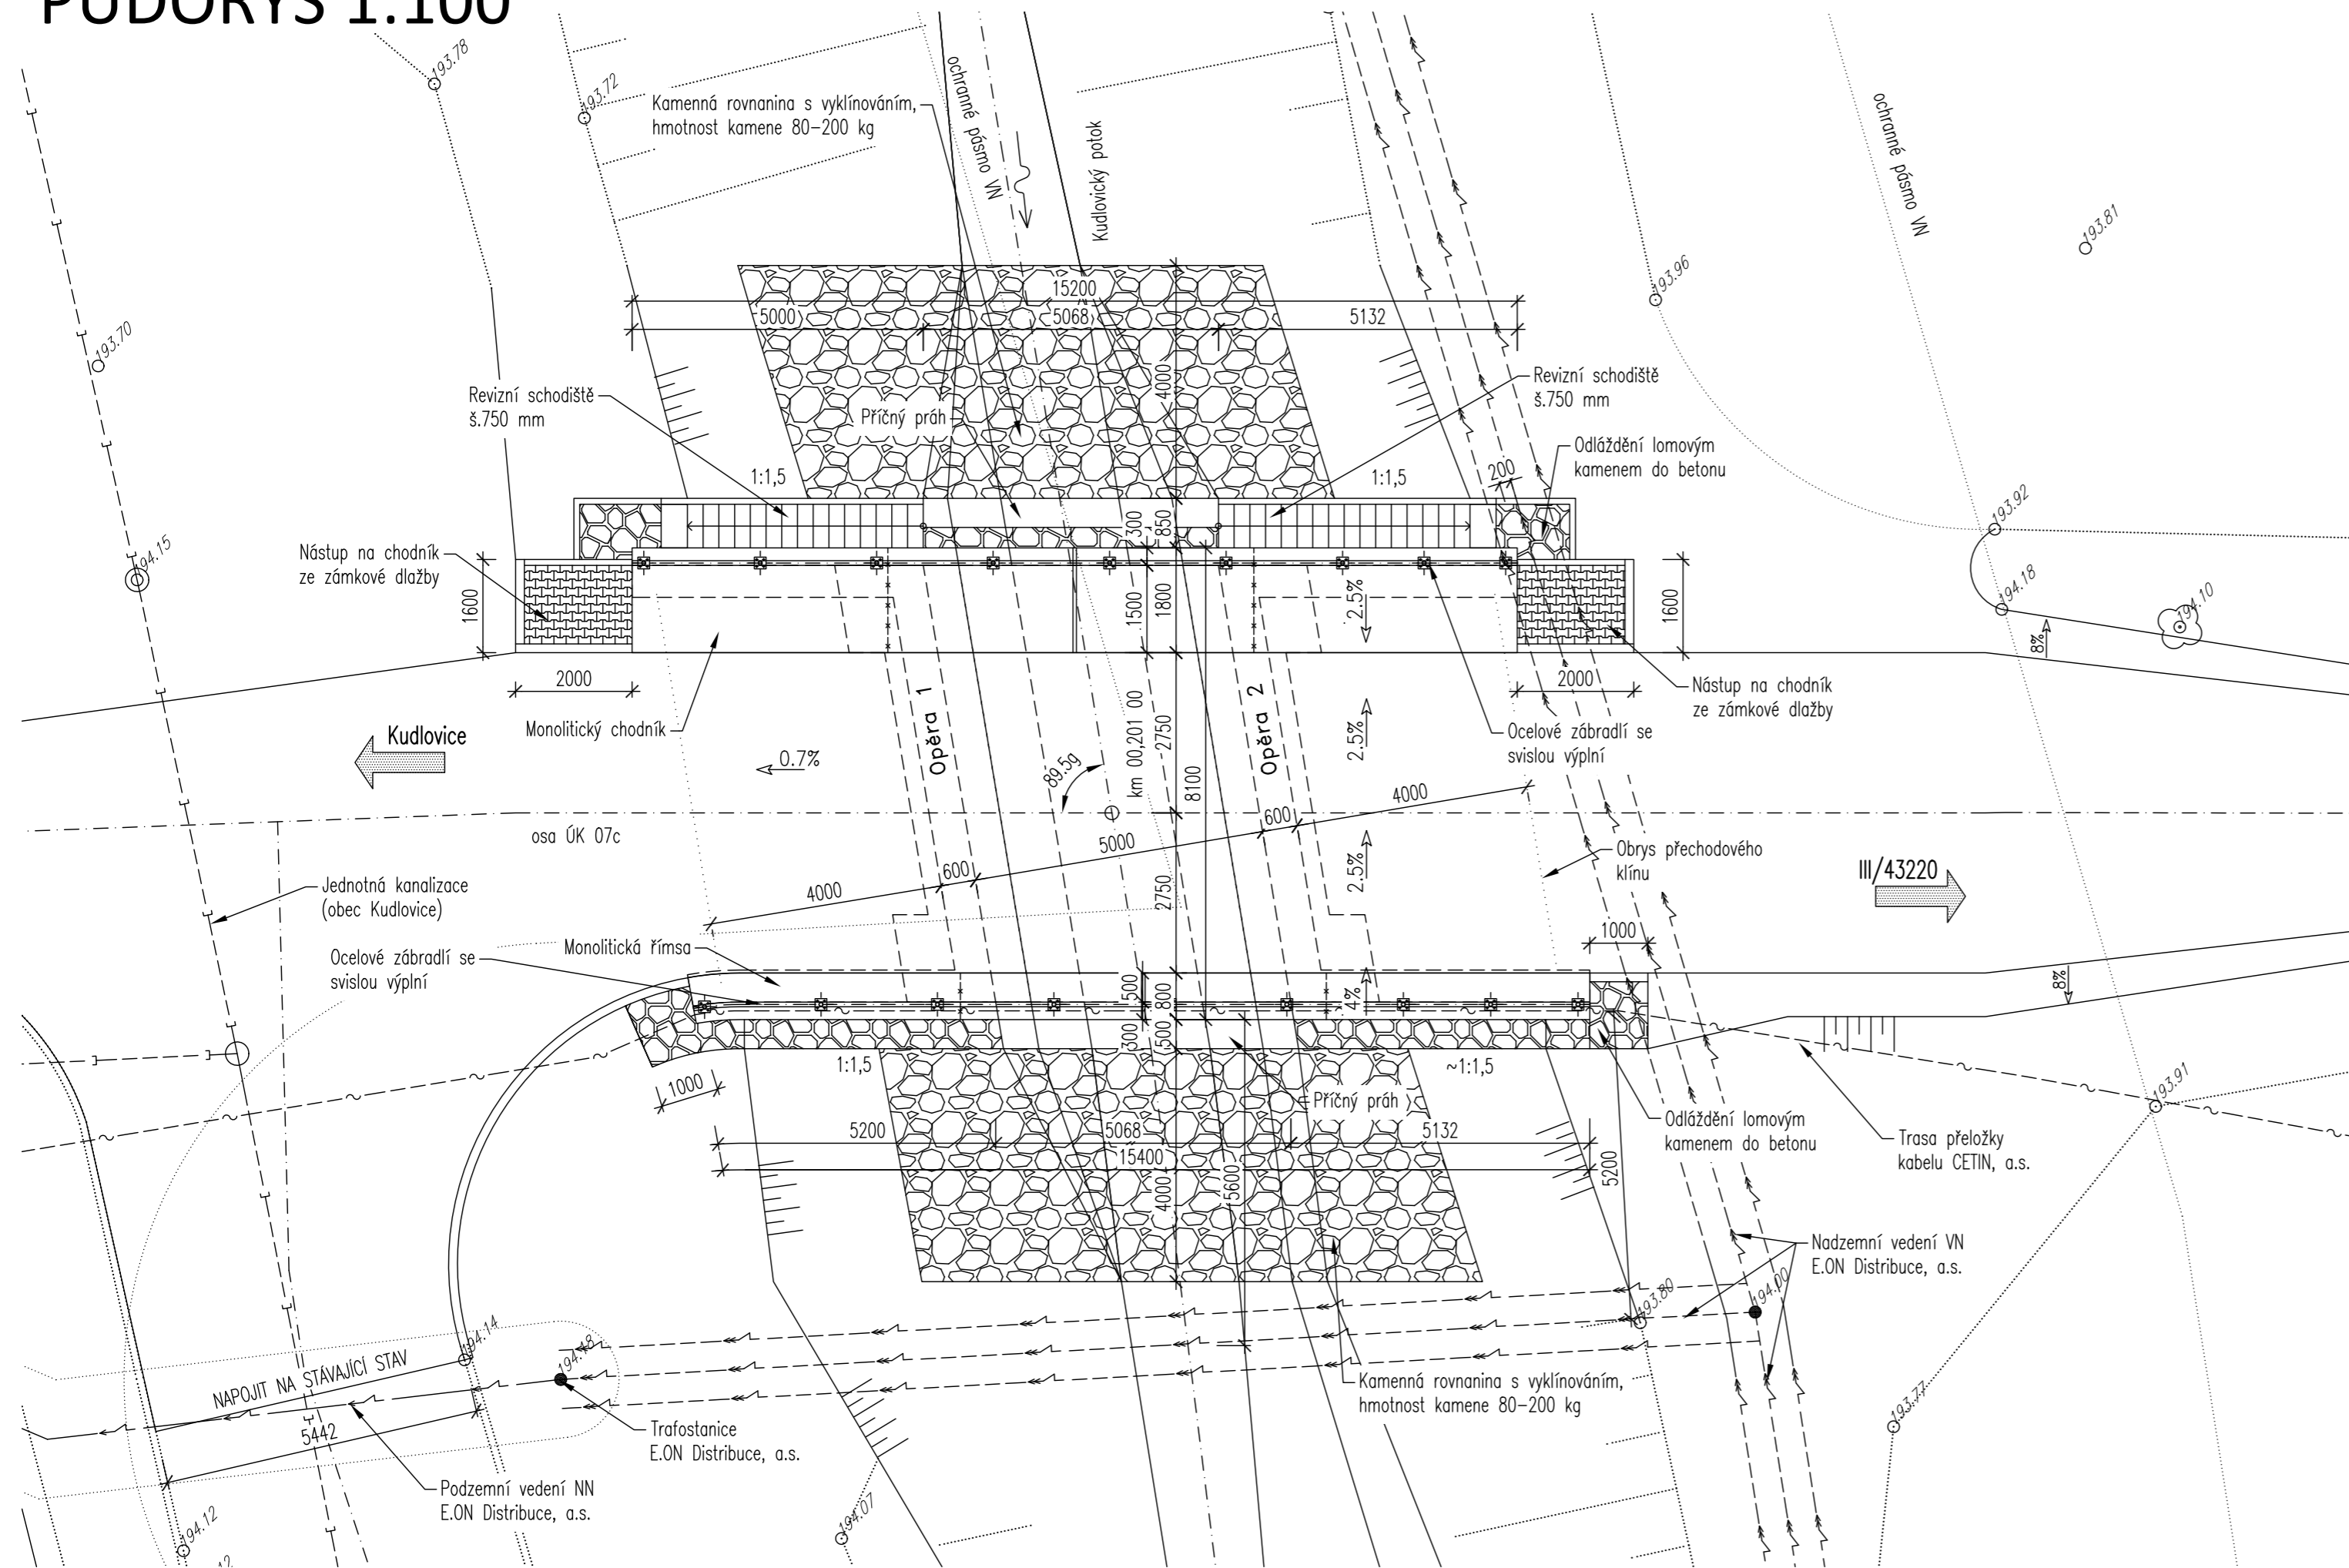 PŮDORYS 1:100
193.78
193.72
Kamenná rovnanina s vyklínováním,
hmotnost kamene 80-200 kg
ochranné pásmo VN
Kudlovický potok
ochranné pásmo VN
193.81
193.96
193.70
15200
5000
5068
5132
4000
Revizní schodiště
š.750 mm
Revizní schodiště
š.750 mm
Příčný práh
Odláždění lomovým
kamenem do betonu
1:1,5
1:1,5
200
193.92
194.15
300
850
Nástup na chodník
ze zámkové dlažby
1600
1500
1800
2.5%
1600
194.18
194.10
8%
2000
2000
Nástup na chodník
ze zámkové dlažby
Monolitický chodník
Opěra 1
km 00,201 00
2750
Opěra 2
2.5%
Ocelové zábradlí se
svislou výplní
Kudlovice
0.7%
89.5g
8100
4000
600
osa ÚK 07c
5000
Obrys přechodového
klínu
2.5%
III/43220
600
4000
2750
Jednotná kanalizace
(obec Kudlovice)
1000
Monolitická římsa
Ocelové zábradlí se
svislou výplní
500
800
4%
8%
300
500
1:1,5
~1:1,5
1000
Příčný práh
193.91
Odláždění lomovým
kamenem do betonu
5200
5068
5132
15400
Trasa přeložky
kabelu CETIN, a.s.
4000
5600
5200
Nadzemní vedení VN
E.ON Distribuce, a.s.
193.80
194.00
194.14
194.18
NAPOJIT NA STÁVAJÍCÍ STAV
Kamenná rovnanina s vyklínováním,
hmotnost kamene 80-200 kg
193.77
5442
Trafostanice
E.ON Distribuce, a.s.
Podzemní vedení NN
E.ON Distribuce, a.s.
194.12
194.07